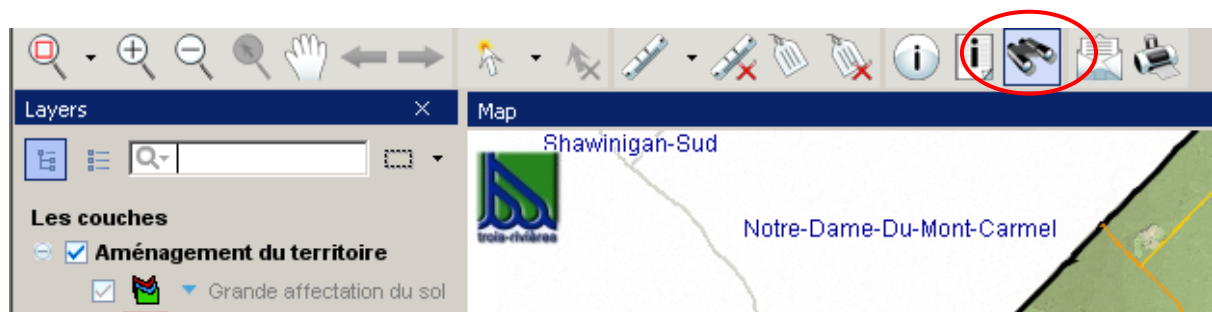 Layers
Map
Shawinigan-Sud
trois-rivières
Notre-Dame-Du-Mont-Carmel
Les couches
Aménagement du territoire
Grande affectation du sol